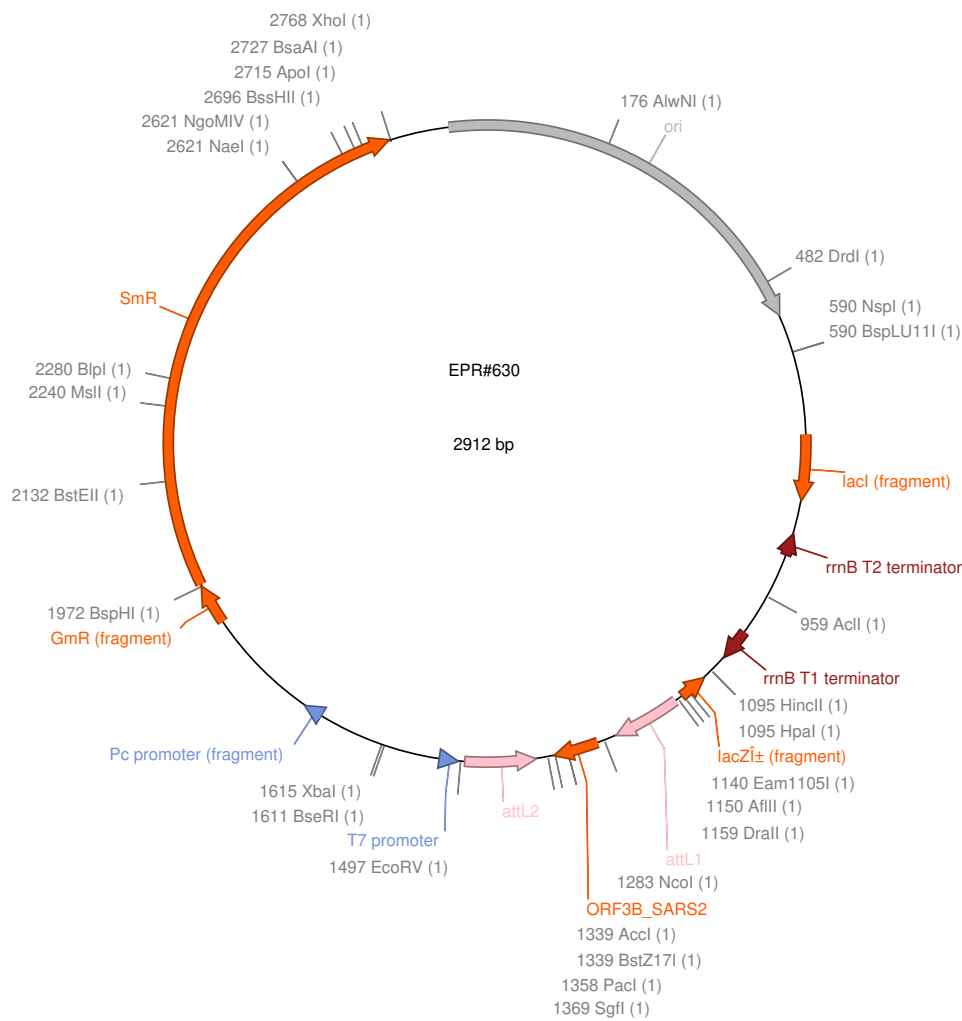 2768 XhoI (1)
2727 BsaAI (1)
2715 ApoI (1)
2696 BssHII (1)
2621 NgoMIV (1)
2621 NaeI (1)
176 AlwNI (1)
ori
482 DrdI (1)
590 NspI (1)
590 BspLU11I (1)
SmR
2280 BlpI (1)
2240 MslI (1)
2132 BstEII (1)
EPR#630
2912 bp
lacI (fragment)
rrnB T2 terminator
959 AclI (1)
rrnB T1 terminator
1095 HincII (1)
1095 HpaI (1)
lacZÎ± (fragment)
1140 Eam1105I (1)
1150 AflII (1)
1159 DraII (1)
attL1
1283 NcoI (1)
ORF3B_SARS2
1339 AccI (1)
1339 BstZ17I (1)
1358 PacI (1)
1369 SgfI (1)
1972 BspHI (1)
GmR (fragment)
Pc promoter (fragment)
1615 XbaI (1)
1611 BseRI (1)
attL2
T7 promoter
1497 EcoRV (1)